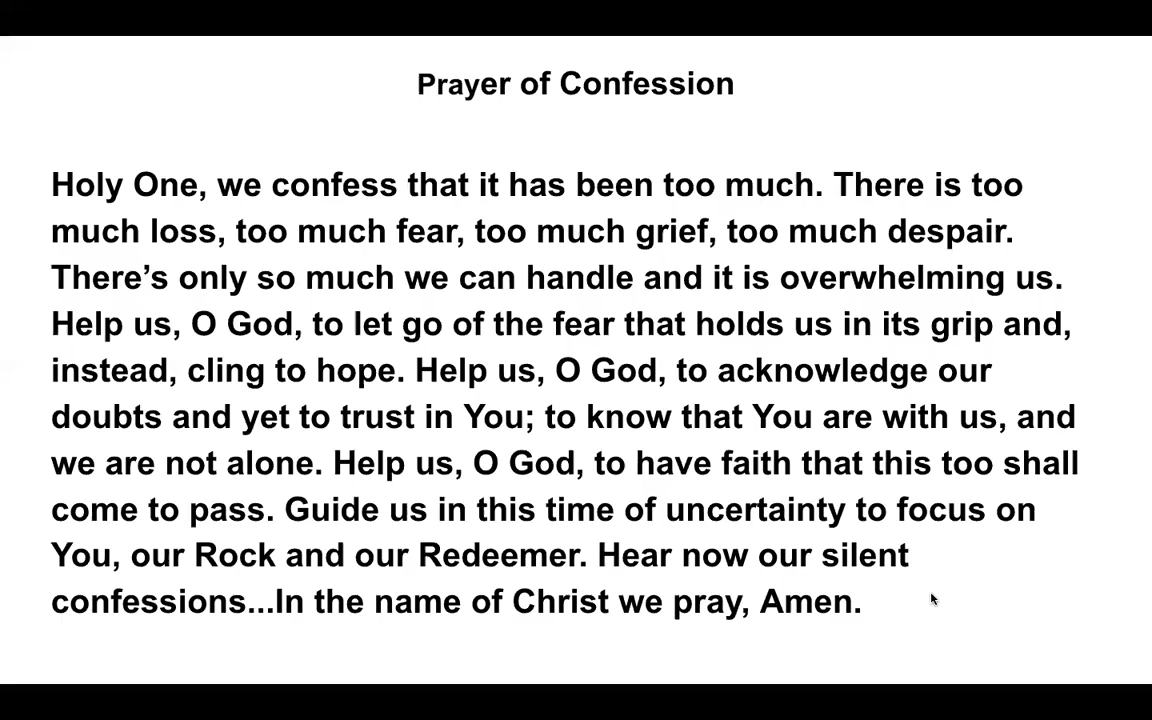 Prayer of Confession
Holy One, we confess that it has been too much. There is too
much loss, too much fear, too much grief, too much despair.
There’s only so much we can handle and it is overwhelming us.
Help us, O God, to let go of the fear that holds us in its grip and,
instead, cling to hope. Help us, O God, to acknowledge our
doubts and yet to trust in You; to know that You are with us, and
we are not alone. Help us, O God, to have faith that this too shall
come to pass. Guide us in this time of uncertainty to focus on
You, our Rock and our Redeemer. Hear now our silent
confessions...In the name of Christ we pray, Amen.